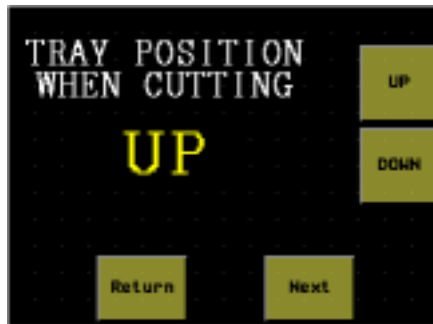 TRAY POSITION
WHEN CUTTING
UP
UP
DOWN
Return
Next